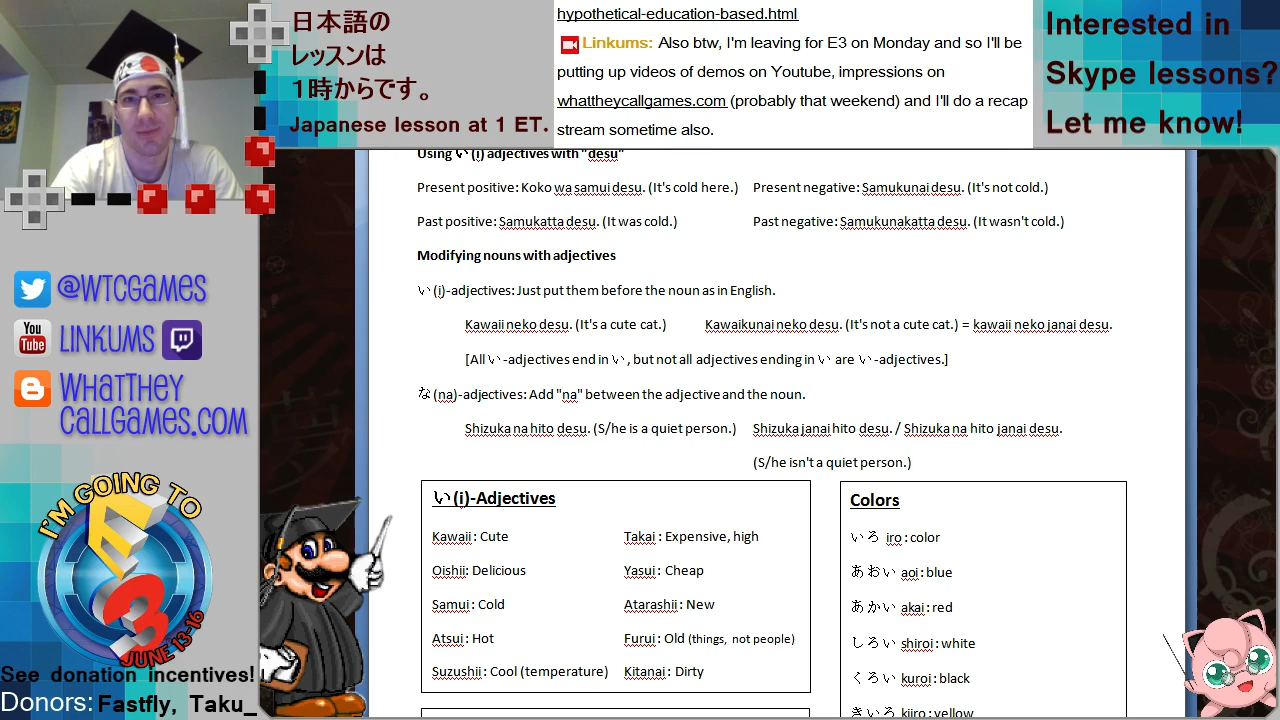 日本語の
レッスンは
１時からです。
Japanese lesson at 1 ET.
hypothetical-education-based.html
Linkums: Also btw, I'm leaving for E3 on Monday and so I'll be
putting up videos of demos on Youtube, impressions on
whattheycallgames.com (probably that weekend) and I'll do a recap
stream sometime also.
Interested in
Skype lessons?
Let me know!
@WTCGAMES
You
Tube
LINKUMS
WHATTHEY
CALLGAMES.COM
I'M GOING TO
E3
JUNE 13-16
See donation incentives!
Donors: Fastfly, Taku_
Using い (i) adjectives with "desu"
Present positive: Koko wa samui desu. (It's cold here.) Present negative: Samukunai desu. (It's not cold.)
Past positive: Samukatta desu. (It was cold.) Past negative: Samukunakatta desu. (It wasn't cold.)
Modifying nouns with adjectives
い (i)-adjectives: Just put them before the noun as in English.
Kawaii neko desu. (It's a cute cat.) Kawaikunai neko desu. (It's not a cute cat.) = kawaii neko janai desu.
[All い-adjectives end in い, but not all adjectives ending in い are い-adjectives.]
な (na)-adjectives: Add "na" between the adjective and the noun.
Shizuka na hito desu. (S/he is a quiet person.) Shizuka janai hito desu. / Shizuka na hito janai desu.
(S/he isn't a quiet person.)
い (i)-Adjectives
Kawaii : Cute Takai : Expensive, high
Oishii: Delicious Yasui : Cheap
Samui : Cold Atarashii : New
Atsui : Hot Furui : Old (things, not people)
Suzushii : Cool (temperature) Kitanai : Dirty
Colors
いろ iro : color
あおい aoi : blue
あかい akai : red
しろい shiroi : white
くろい kuroi : black
きいろ kiiro : yellow